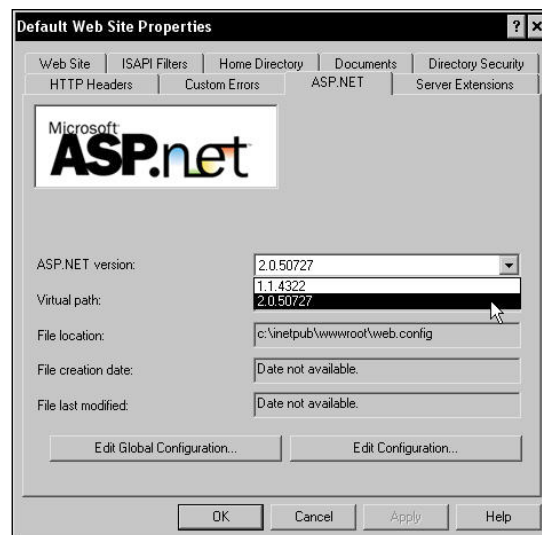 Default Web Site Properties ? x
Web Site ISAPI Filters Home Directory Documents Directory Security
HTTP Headers Custom Errors ASP.NET Server Extensions
Microsoft
ASP.net
ASP.NET version: 2.0.50727
1.1.4322
Virtual path: 2.0.50727
File location: c:\inetpub\wwwroot\web.config
File creation date: Date not available.
File last modified: Date not available.
Edit Global Configuration... Edit Configuration...
OK Cancel Apply Help